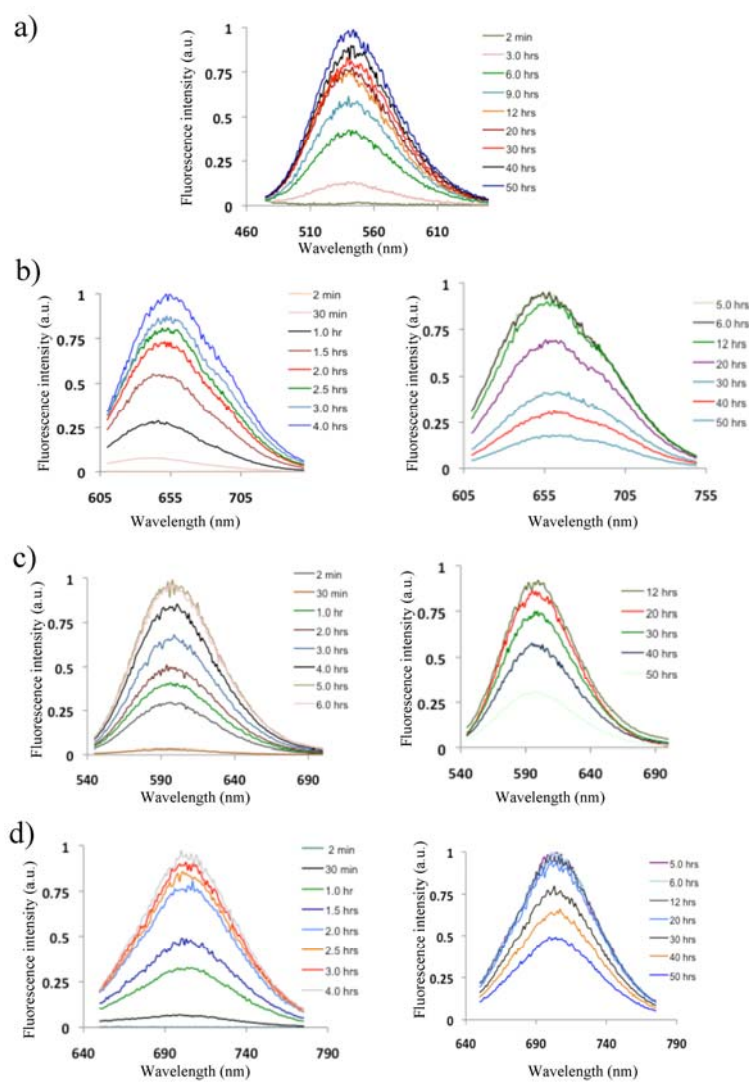 a)
Fluorescence intensity (a.u.)
1
0.75
0.5
0.25
0
460 510 560 610
Wavelength (nm)
2 min
3.0 hrs
6.0 hrs
9.0 hrs
12 hrs
20 hrs
30 hrs
40 hrs
50 hrs
b)
Fluorescence intensity (a.u.)
1
0.75
0.5
0.25
0
605 655 705
Wavelength (nm)
2 min
30 min
1.0 hr
1.5 hrs
2.0 hrs
2.5 hrs
3.0 hrs
4.0 hrs
Fluorescence intensity (a.u.)
1
0.75
0.5
0.25
0
605 655 705 755
Wavelength (nm)
5.0 hrs
6.0 hrs
12 hrs
20 hrs
30 hrs
40 hrs
50 hrs
c)
Fluorescence intensity (a.u.)
1
0.75
0.5
0.25
0
540 590 640 690
Wavelength (nm)
2 min
30 min
1.0 hr
2.0 hrs
3.0 hrs
4.0 hrs
5.0 hrs
6.0 hrs
Fluorescence intensity (a.u.)
1
0.75
0.5
0.25
0
540 590 640 690
Wavelength (nm)
12 hrs
20 hrs
30 hrs
40 hrs
50 hrs
d)
Fluorescence intensity (a.u.)
1
0.75
0.5
0.25
0
640 690 740 790
Wavelength (nm)
2 min
30 min
1.0 hr
1.5 hrs
2.0 hrs
2.5 hrs
3.0 hrs
4.0 hrs
Fluorescence intensity (a.u.)
1
0.75
0.5
0.25
0
640 690 740 790
Wavelength (nm)
5.0 hrs
6.0 hrs
12 hrs
20 hrs
30 hrs
40 hrs
50 hrs